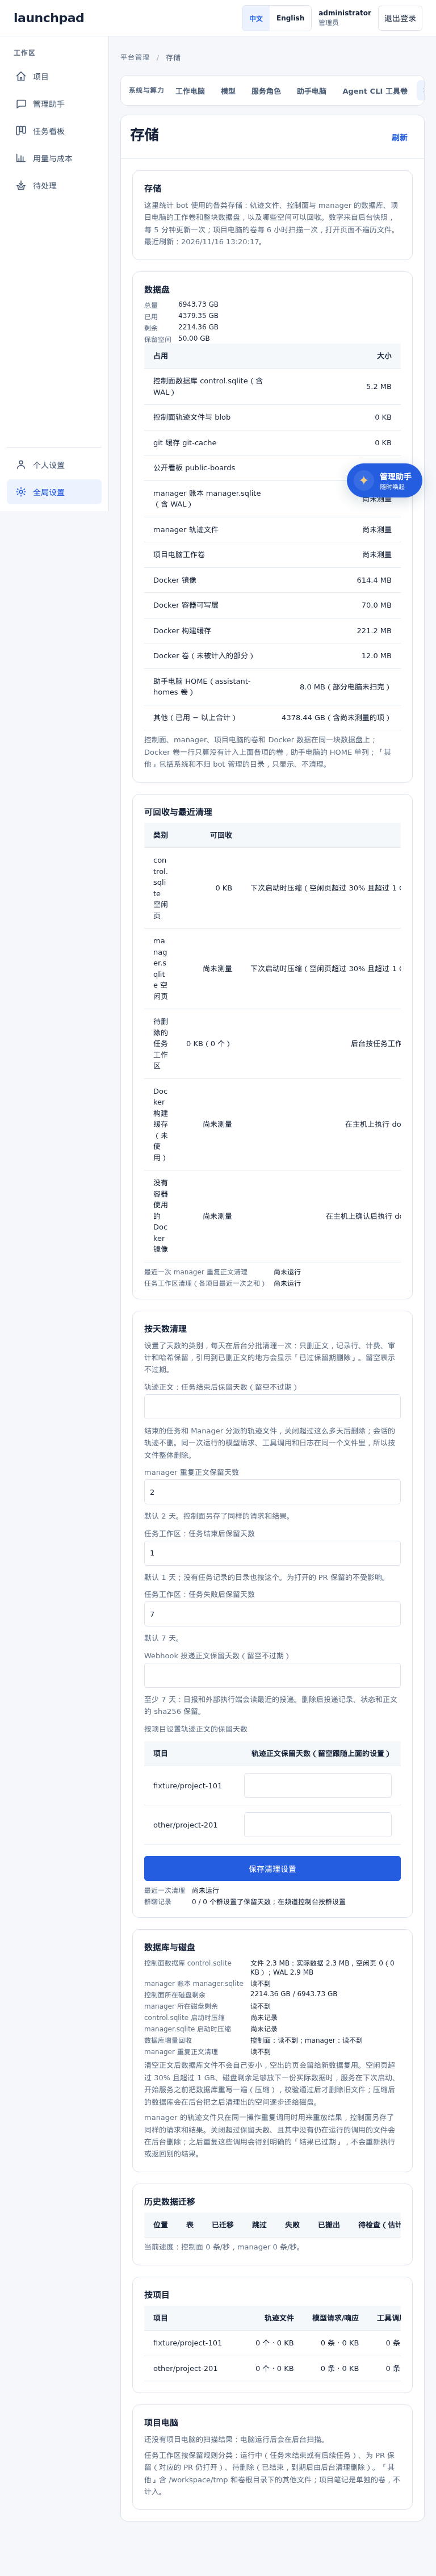 launchpad
中文
English
administrator
管理员
退出登录
工作区
项目
管理助手
任务看板
用量与成本
待处理
个人设置
全局设置
平台管理 / 存储
系统与算力 工作电脑 模型 服务角色 助手电脑 Agent CLI 工具卷
存储
刷新
存储
这里统计 bot 使用的各类存储：轨迹文件、控制面与 manager 的数据库、项
目电脑的工作卷和整块数据盘，以及哪些空间可以回收。数字来自后台快照，
每 5 分钟更新一次；项目电脑的卷每 6 小时扫描一次，打开页面不遍历文件。
最近刷新：2026/11/16 13:20:17。
数据盘
总量 6943.73 GB
已用 4379.35 GB
剩余 2214.36 GB
保留空间 50.00 GB
占用 大小
控制面数据库 control.sqlite（含
WAL） 5.2 MB
控制面轨迹文件与 blob 0 KB
git 缓存 git-cache 0 KB
公开看板 public-boards
管理助手
随时唤起
manager 账本 manager.sqlite
（含 WAL） 尚未测量
manager 轨迹文件 尚未测量
项目电脑工作卷 尚未测量
Docker 镜像 614.4 MB
Docker 容器可写层 70.0 MB
Docker 构建缓存 221.2 MB
Docker 卷（未被计入的部分） 12.0 MB
助手电脑 HOME（assistant-
homes 卷） 8.0 MB（部分电脑未扫完）
其他（已用 − 以上合计） 4378.44 GB（含尚未测量的项）
控制面、manager、项目电脑的卷和 Docker 数据在同一块数据盘上；
Docker 卷一行只算没有计入上面各项的卷，助手电脑的 HOME 单列；「其
他」包括系统和不归 bot 管理的目录，只显示、不清理。
可回收与最近清理
类别 可回收
con
trol.
sqli
te
空闲
页
0 KB 下次启动时压缩（空闲页超过 30% 且超过 1 G
ma
nag
er.s
qlit
e 空
闲页
尚未测量 下次启动时压缩（空闲页超过 30% 且超过 1 G
待删
除的
任务
工作
区
0 KB（0 个） 后台按任务工作
Doc
ker
构建
缓存
（未
使
用）
尚未测量 在主机上执行 do
没有
容器
使用
的
Doc
ker
镜像
尚未测量 在主机上确认后执行 do
最近一次 manager 重复正文清理 尚未运行
任务工作区清理（各项目最近一次之和） 尚未运行
按天数清理
设置了天数的类别，每天在后台分批清理一次：只删正文，记录行、计费、审
计和哈希保留，引用到已删正文的地方会显示「已过保留期删除」。留空表示
不过期。
轨迹正文：任务结束后保留天数（留空不过期）
结束的任务和 Manager 分派的轨迹文件，关闭超过这么多天后删除；会话的
轨迹不删。同一次运行的模型请求、工具调用和日志在同一个文件里，所以按
文件整体删除。
manager 重复正文保留天数
2
默认 2 天。控制面另存了同样的请求和结果。
任务工作区：任务结束后保留天数
1
默认 1 天；没有任务记录的目录也按这个。为打开的 PR 保留的不受影响。
任务工作区：任务失败后保留天数
7
默认 7 天。
Webhook 投递正文保留天数（留空不过期）
至少 7 天：日报和外部执行端会读最近的投递。删除后投递记录、状态和正文
的 sha256 保留。
按项目设置轨迹正文的保留天数
项目 轨迹正文保留天数（留空跟随上面的设置）
fixture/project-101
other/project-201
保存清理设置
最近一次清理 尚未运行
群聊记录 0 / 0 个群设置了保留天数；在频道控制台按群设置
数据库与磁盘
控制面数据库 control.sqlite 文件 2.3 MB：实际数据 2.3 MB，空闲页 0（0
KB）；WAL 2.9 MB
manager 账本 manager.sqlite 读不到
控制面所在磁盘剩余 2214.36 GB / 6943.73 GB
manager 所在磁盘剩余 读不到
control.sqlite 启动时压缩 尚未记录
manager.sqlite 启动时压缩 尚未记录
数据库增量回收 控制面：读不到；manager：读不到
manager 重复正文清理 读不到
清空正文后数据库文件不会自己变小，空出的页会留给新数据复用。空闲页超
过 30% 且超过 1 GB、磁盘剩余足够放下一份实际数据时，服务在下次启动、
开始服务之前把数据库重写一遍（压缩），校验通过后才删除旧文件；压缩后
的数据库会在后台把之后清理出的空间逐步还给磁盘。
manager 的轨迹文件只在同一操作重复调用时用来重放结果，控制面另存了
同样的请求和结果。关闭超过保留天数、且其中没有仍在运行的调用的文件会
在后台删除；之后重复这些调用会得到明确的「结果已过期」，不会重新执行
或返回别的结果。
历史数据迁移
位置 表 已迁移 跳过 失败 已搬出 待检查（估计
当前速度：控制面 0 条/秒，manager 0 条/秒。
按项目
项目 轨迹文件 模型请求/响应 工具调用
fixture/project-101 0 个 · 0 KB 0 条 · 0 KB 0 条
other/project-201 0 个 · 0 KB 0 条 · 0 KB 0 条
项目电脑
还没有项目电脑的扫描结果：电脑运行后会在后台扫描。
任务工作区按保留规则分类：运行中（任务未结束或有后续任务）、为 PR 保
留（对应的 PR 仍打开）、待删除（已结束，到期后由后台清理删除）。「其
他」含 /workspace/tmp 和卷根目录下的其他文件；项目笔记是单独的卷，不
计入。